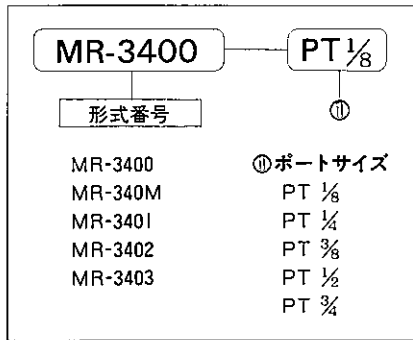 MR-3400 PT 1/8
形式番号 ⑪
MR-3400 ⑪ポートサイズ
MR-340M PT 1/8
MR-3401 PT 1/4
MR-3402 PT 3/8
MR-3403 PT 1/2
PT 3/4